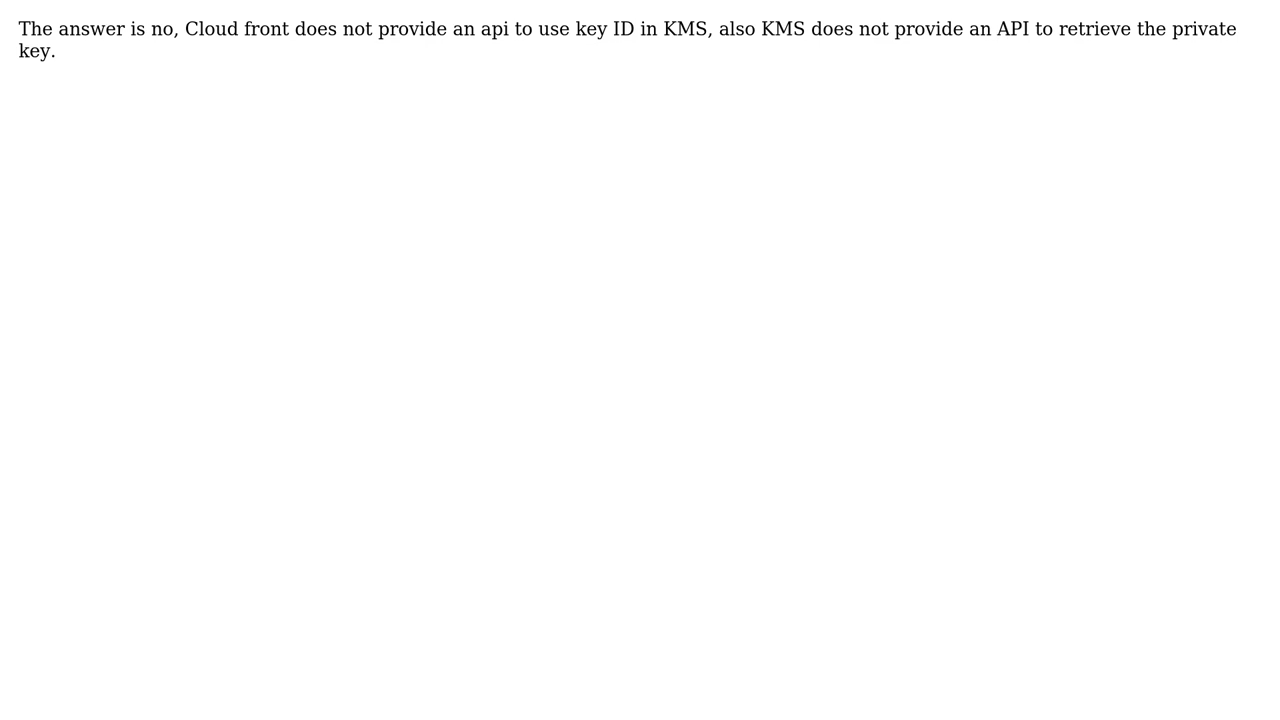 The answer is no, Cloud front does not provide an api to use key ID in KMS, also KMS does not provide an API to retrieve the private
key.